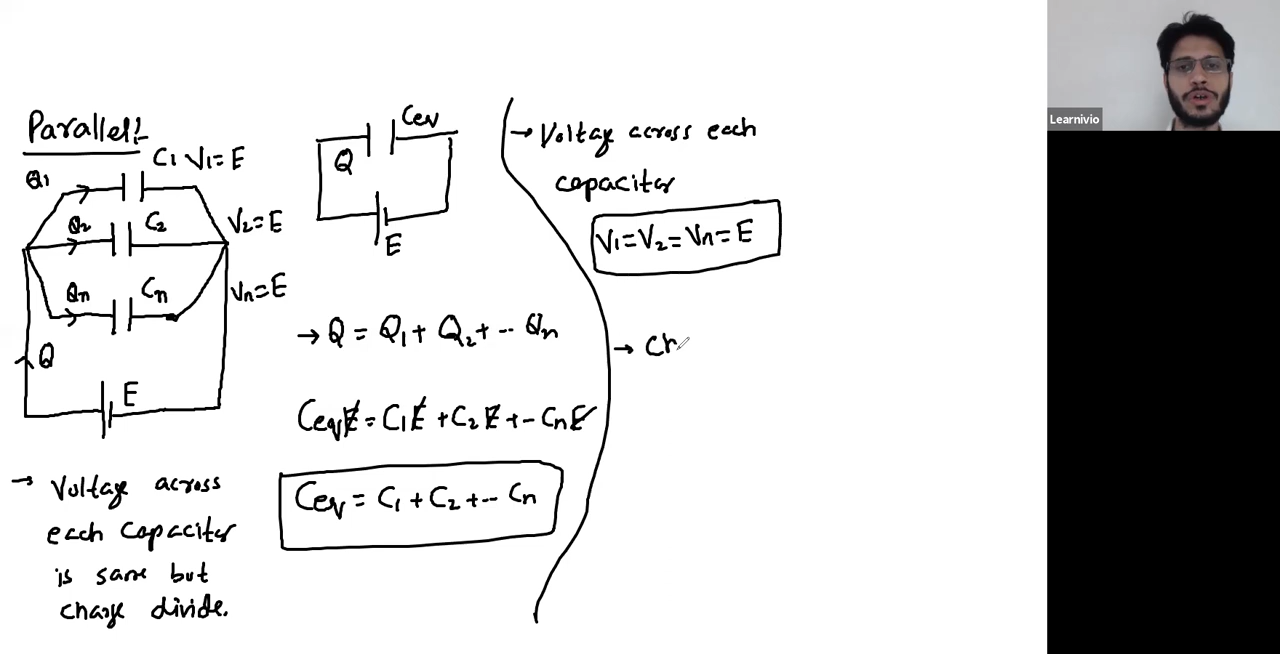 Parallel:
C1 V1=E
Q1
Q2
C2
V2=E
Qn
Cn
Vn=E
Q
E
→ Voltage across
each capacitor
is same but
charge divide.
Ceq
Q
E
→ Q = Q1 + Q2 + -- Qn
CeqE = C1E + C2E + - CnE
Ceq = C1 + C2 + -- Cn
→ Voltage across each
capacitor
V1 = V2 = Vn = E
→ Ch
Learnivio